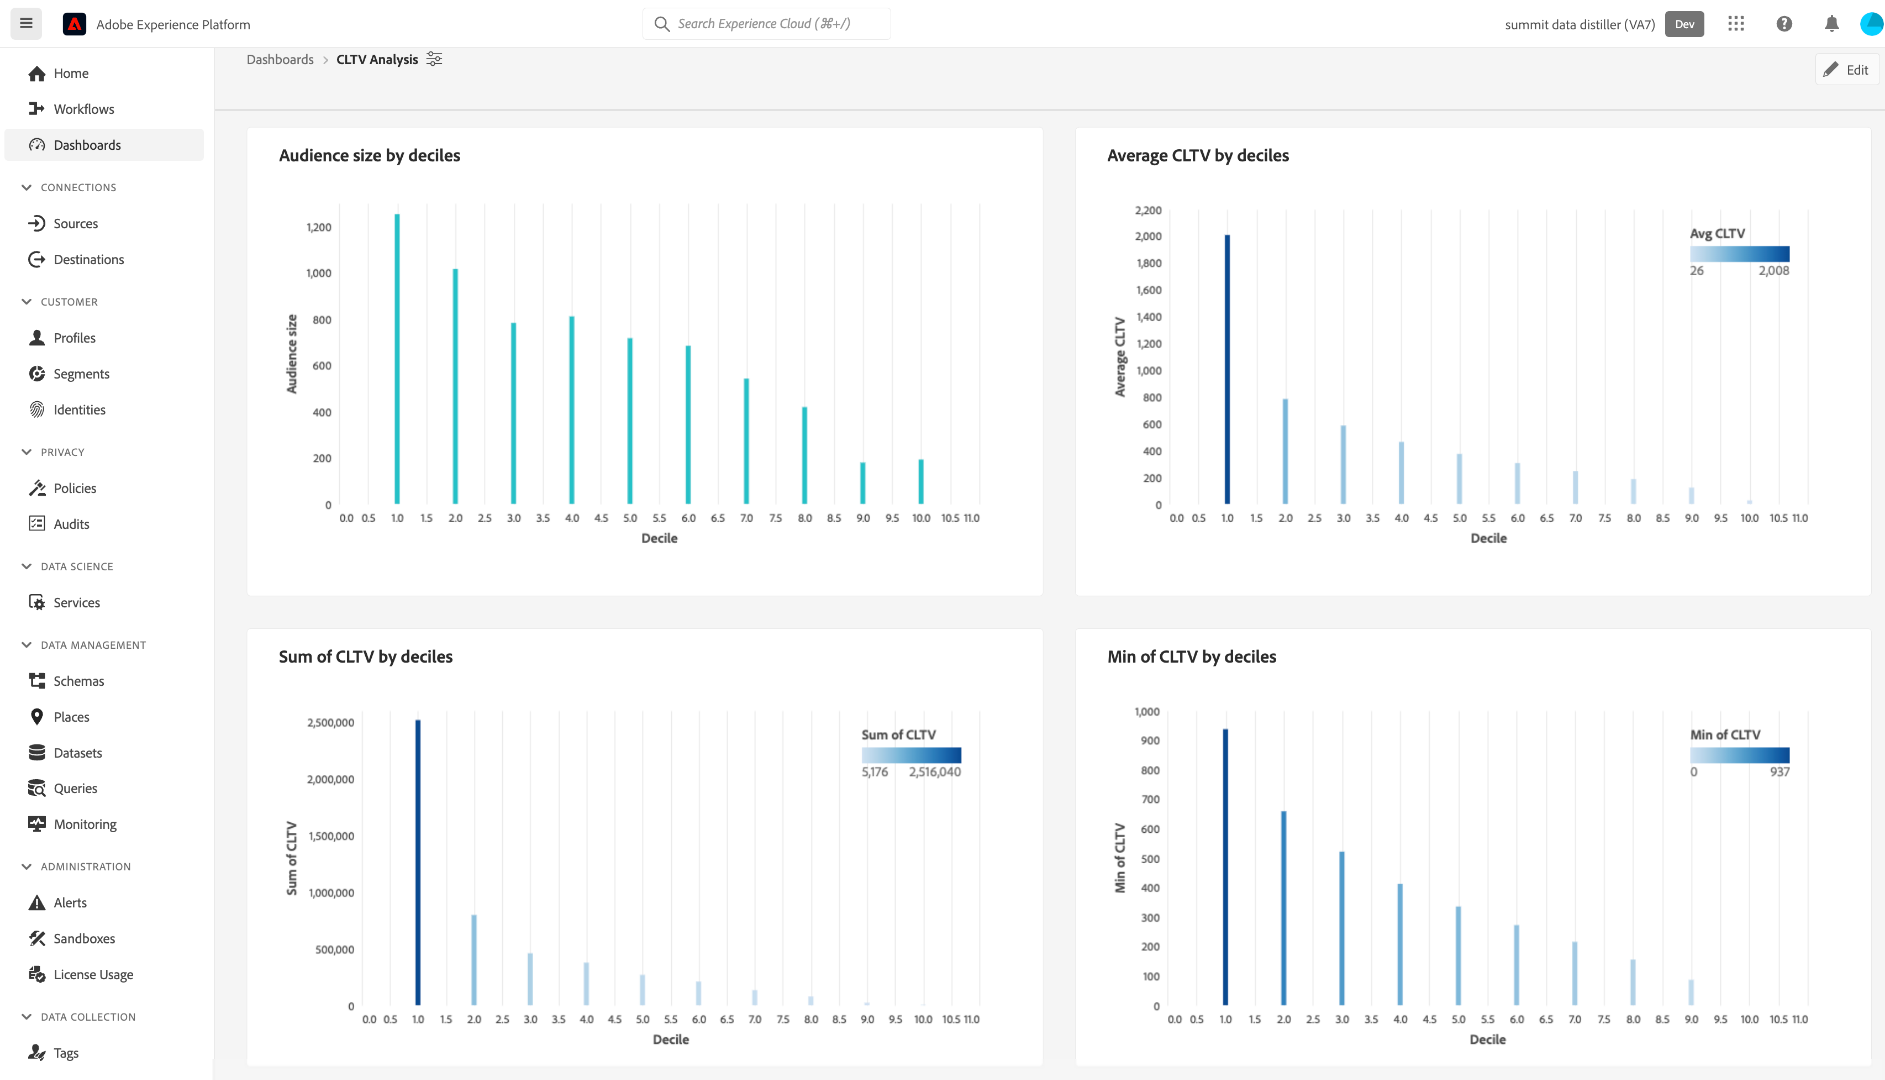 Adobe Experience Platform
Search Experience Cloud (⌘+/)
summit data distiller (VA7)
Dev
Home
Workflows
Dashboards
CONNECTIONS
Sources
Destinations
CUSTOMER
Profiles
Segments
Identities
PRIVACY
Policies
Audits
DATA SCIENCE
Services
DATA MANAGEMENT
Schemas
Places
Datasets
Queries
Monitoring
ADMINISTRATION
Alerts
Sandboxes
License Usage
DATA COLLECTION
Tags
Dashboards > CLTV Analysis
Edit
Audience size by deciles
1,200
1,000
800
600
400
200
0
Audience size
0.0 0.5 1.0 1.5 2.0 2.5 3.0 3.5 4.0 4.5 5.0 5.5 6.0 6.5 7.0 7.5 8.0 8.5 9.0 9.5 10.0 10.5 11.0
Decile
Average CLTV by deciles
2,200
2,000
1,800
1,600
1,400
1,200
1,000
800
600
400
200
0
Average CLTV
Avg CLTV
26 2,008
0.0 0.5 1.0 1.5 2.0 2.5 3.0 3.5 4.0 4.5 5.0 5.5 6.0 6.5 7.0 7.5 8.0 8.5 9.0 9.5 10.0 10.5 11.0
Decile
Sum of CLTV by deciles
2,500,000
2,000,000
1,500,000
1,000,000
500,000
0
Sum of CLTV
Sum of CLTV
5,176 2,516,040
0.0 0.5 1.0 1.5 2.0 2.5 3.0 3.5 4.0 4.5 5.0 5.5 6.0 6.5 7.0 7.5 8.0 8.5 9.0 9.5 10.0 10.5 11.0
Decile
Min of CLTV by deciles
1,000
900
800
700
600
500
400
300
200
100
0
Min of CLTV
Min of CLTV
0 937
0.0 0.5 1.0 1.5 2.0 2.5 3.0 3.5 4.0 4.5 5.0 5.5 6.0 6.5 7.0 7.5 8.0 8.5 9.0 9.5 10.0 10.5 11.0
Decile